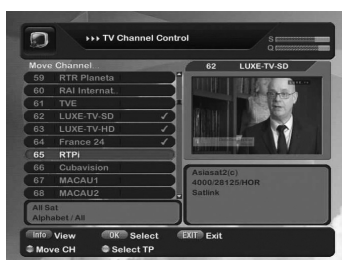 ▸▸▸ TV Channel Control
S
Q
Move Channel...
62 LUXE-TV-SD
59 RTR Planeta
60 RAI Internat..
61 TVE
62 LUXE-TV-SD ✓
63 LUXE-TV-HD ✓
64 France 24 ✓
65 RTPi
66 Cubavision
67 MACAU1
68 MACAU2
Asiasat2(c)
4000/28125/HOR
Satlink
All Sat
Alphabet / All
Info View OK Select EXIT Exit
Move CH Select TP